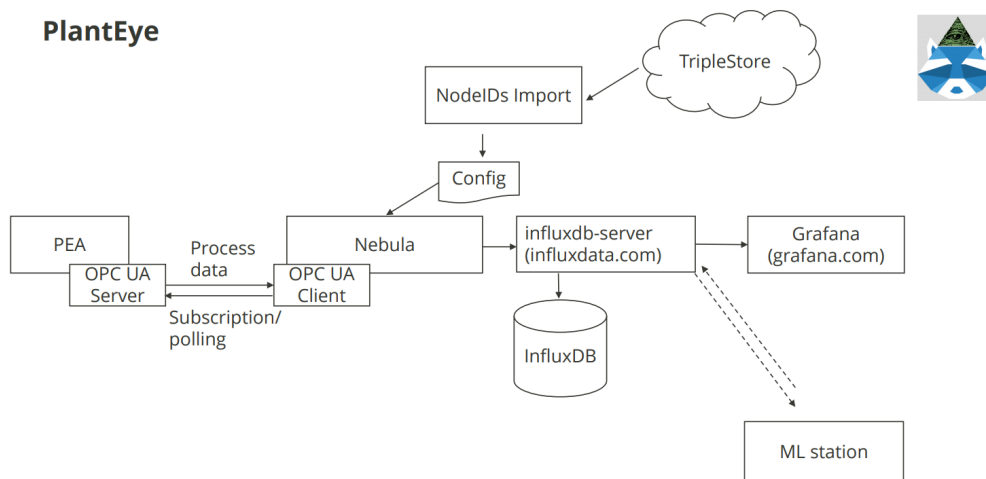 PlantEye
TripleStore
NodeIDs Import
Config
PEA
Process
data
Nebula
influxdb-server
(influxdata.com)
Grafana
(grafana.com)
OPC UA
Server
OPC UA
Client
Subscription/
polling
InfluxDB
ML station